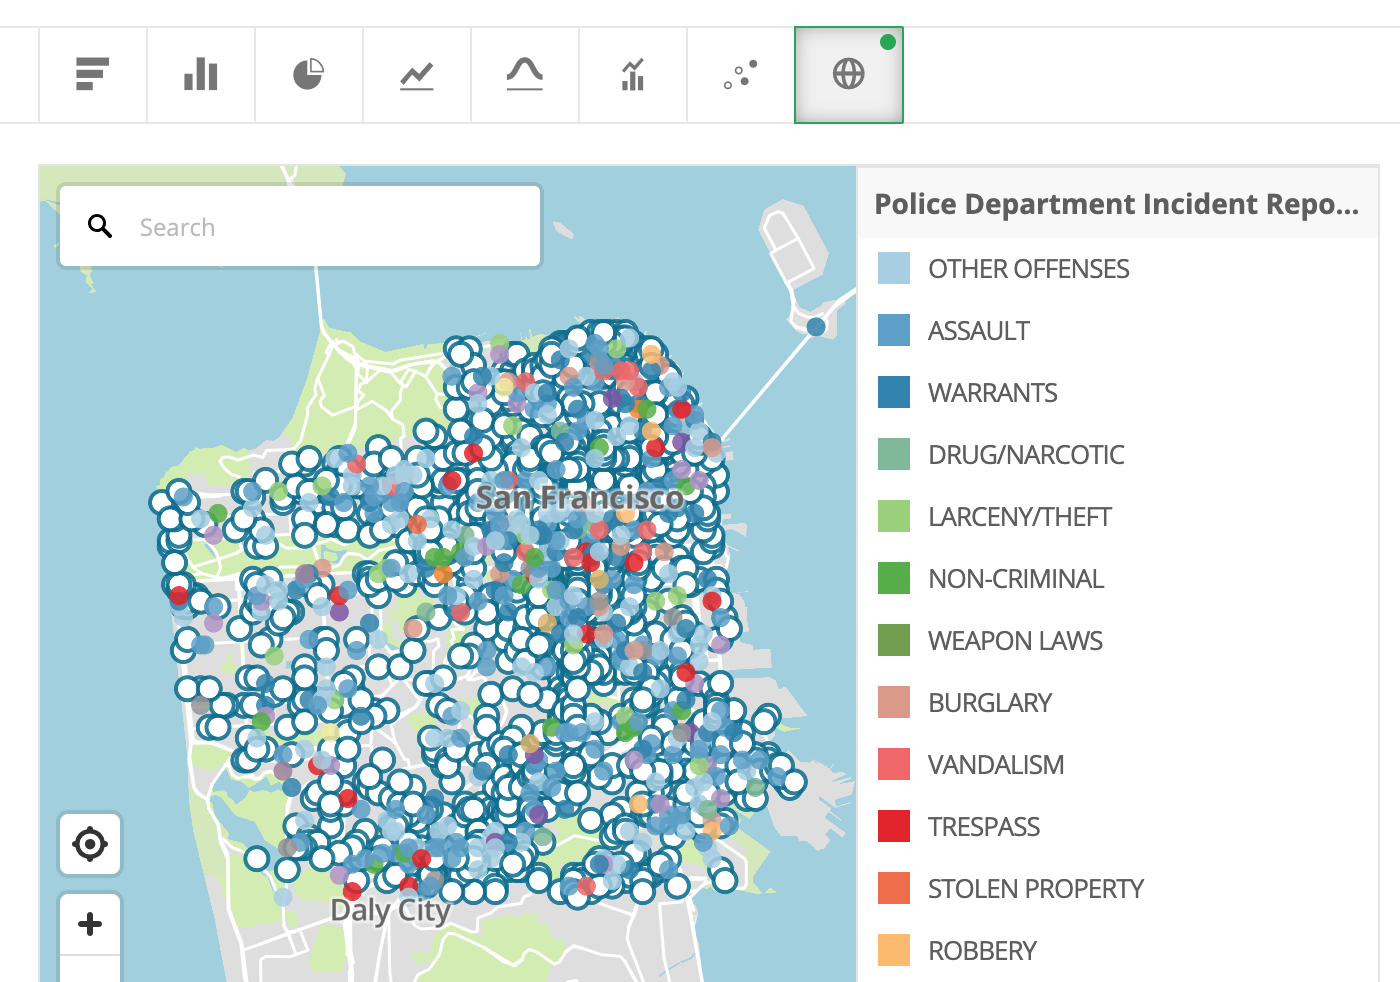 Search
San Francisco
Daly City
Police Department Incident Repo...
OTHER OFFENSES
ASSAULT
WARRANTS
DRUG/NARCOTIC
LARCENY/THEFT
NON-CRIMINAL
WEAPON LAWS
BURGLARY
VANDALISM
TRESPASS
STOLEN PROPERTY
ROBBERY